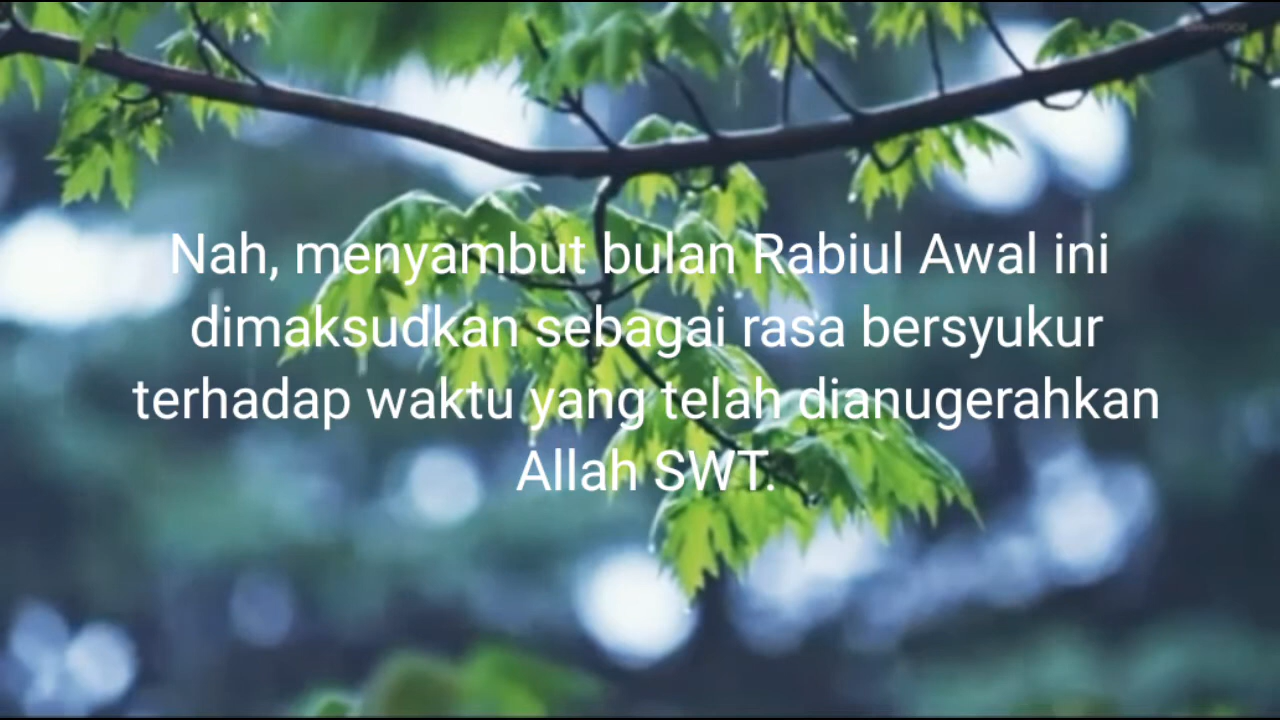 Nah, menyambut bulan Rabiul Awal ini
dimaksudkan sebagai rasa bersyukur
terhadap waktu yang telah dianugerahkan
Allah SWT.